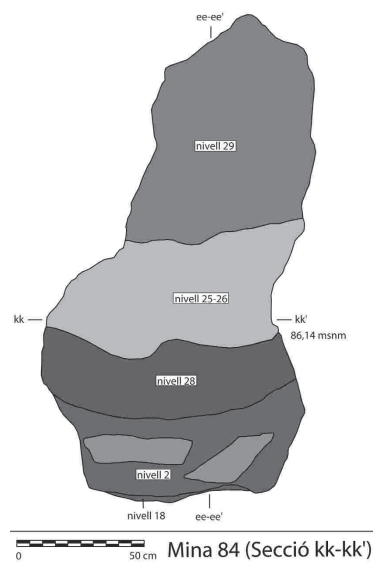 ee-ee'
nivell 29
nivell 25-26
kk
kk'
86,14 msnm
nivell 28
nivell 2
nivell 18
ee-ee'
0
50 cm
Mina 84 (Secció kk-kk')